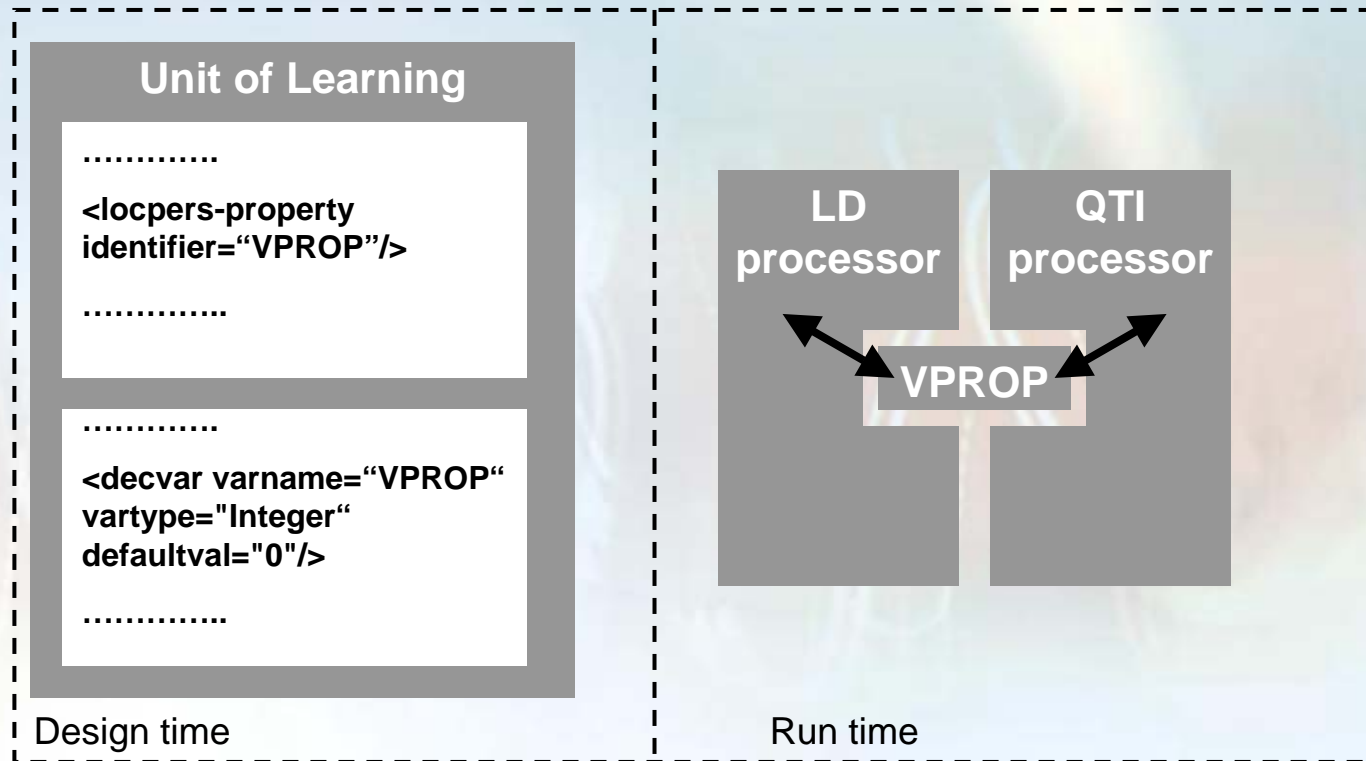 Unit of Learning
………….
<locpers-property
identifier=“VPROP”/>
…………..
………….
<decvar varname=“VPROP“
vartype="Integer“
defaultval="0"/>
…………..
Design time
LD
processor
QTI
processor
VPROP
Run time